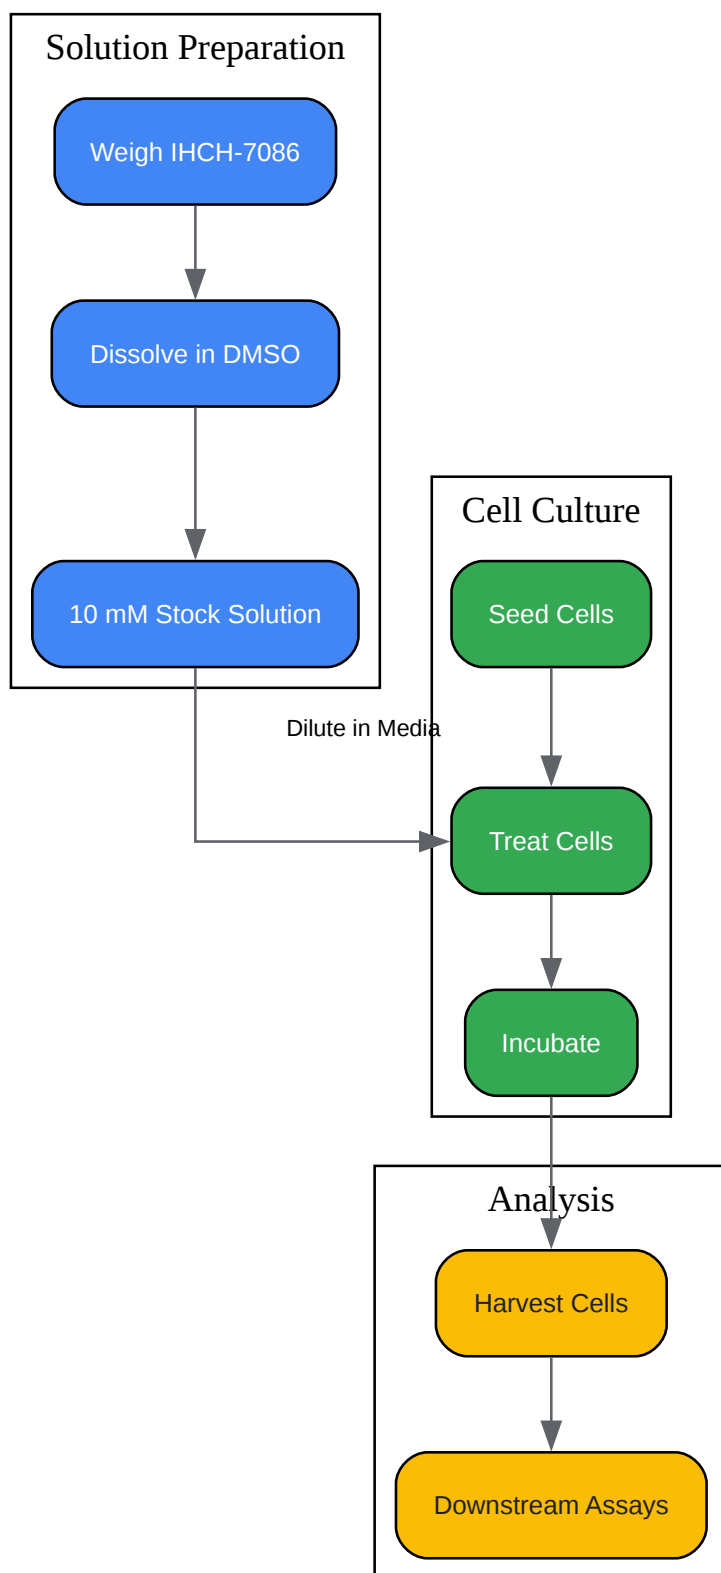 Solution Preparation
Weigh IHCH-7086
Dissolve in DMSO
10 mM Stock Solution
Dilute in Media
Cell Culture
Seed Cells
Treat Cells
Incubate
Analysis
Harvest Cells
Downstream Assays